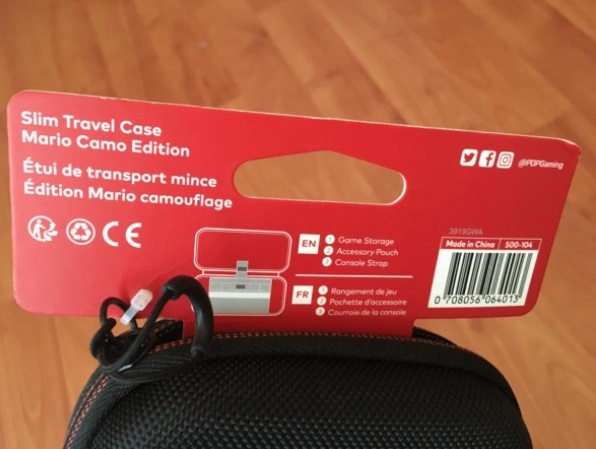 Slim Travel Case
Mario Camo Edition
Étui de transport mince
Édition Mario camouflage
CE
@PDPGaming
EN
1 Game Storage
2 Accessory Pouch
3 Console Strap
FR
1 Rangement de jeu
2 Pochette d'accessoire
3 Courroie de la console
3919GWA
Made in China 500-104
0 708056 064013